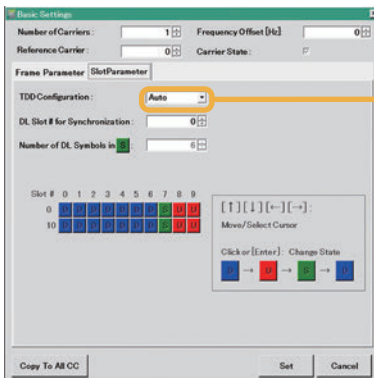 Basic Settings
Number of Carriers: 1 Frequency Offset [Hz] 0
Reference Carrier: 0 Carrier State:
Frame Parameter SlotParameter
TDD Configuration: Auto
DL Slot # for Synchronization: 0
Number of DL Symbols in S: 6
Slot # 0 1 2 3 4 5 6 7 8 9
0 D D D D D D D S U U
10 D D D D D D D S U U
[↑][↓][←][→]:
Move/Select Cursor
Click or [Enter]: Change State
D → U → S → D
Copy To All CC Set Cancel